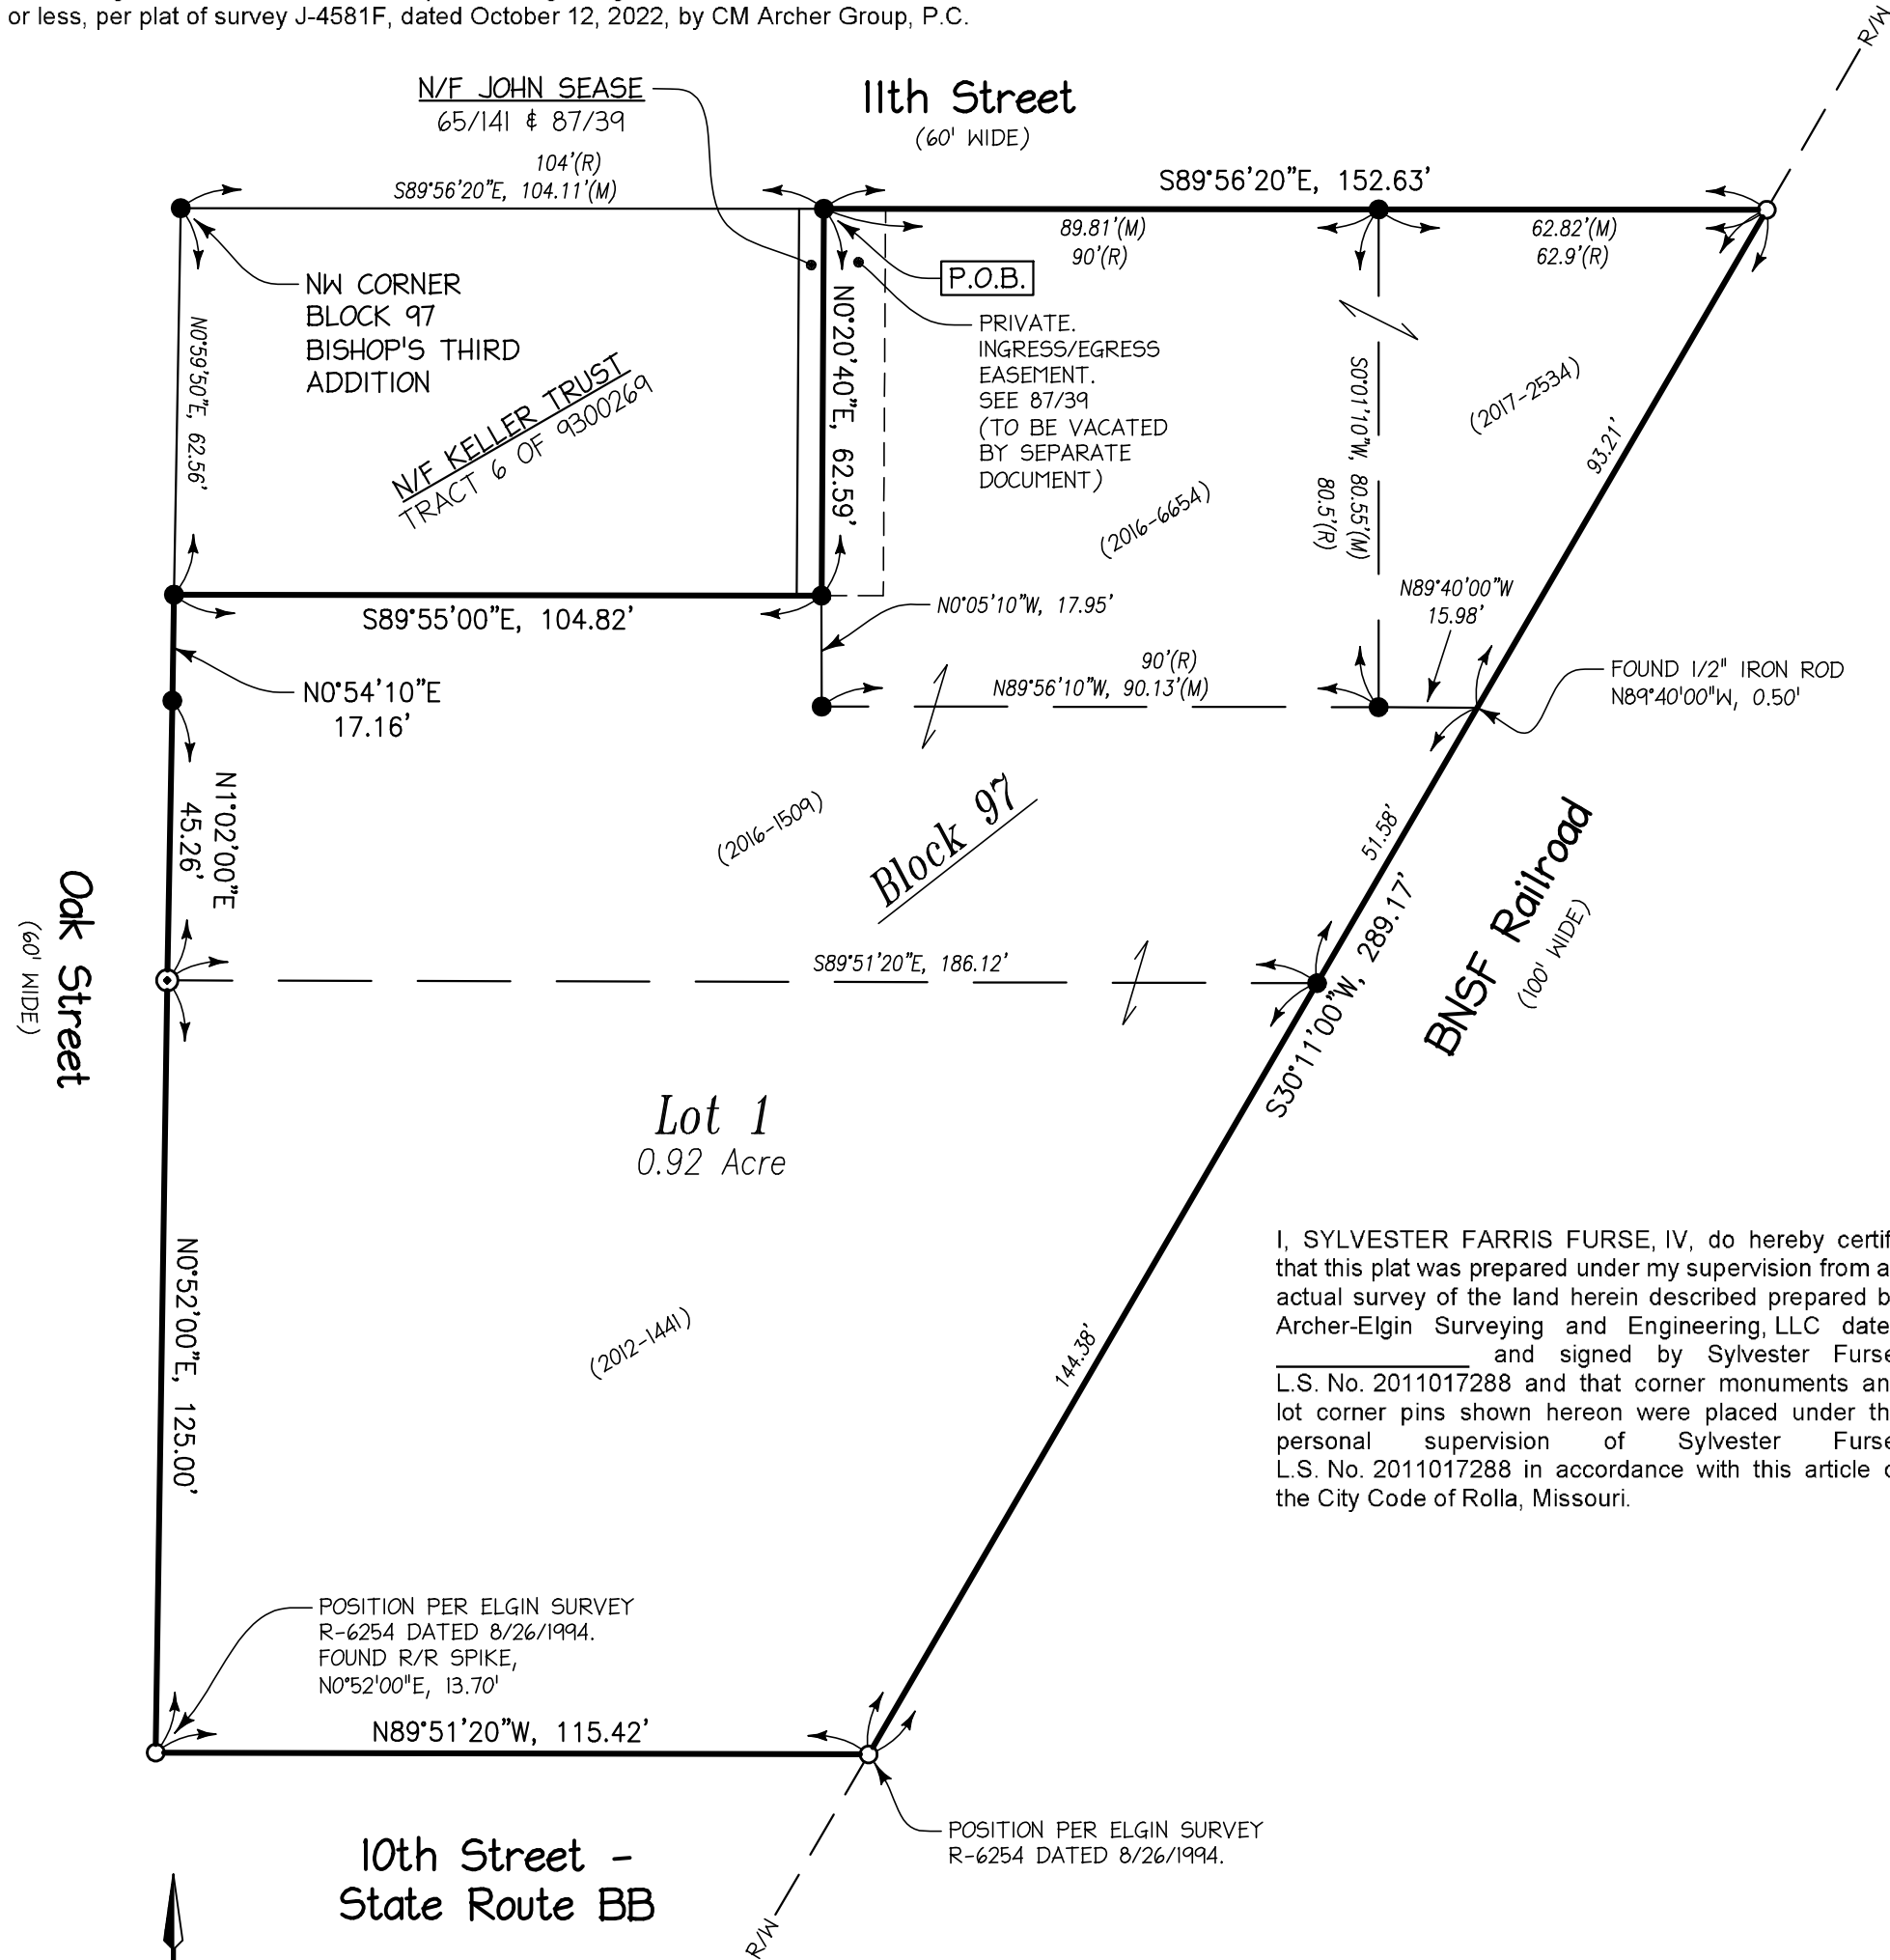 or less, per plat of survey J-4581F, dated October 12, 2022, by CM Archer Group, P.C.
R/W
N/F JOHN SEASE
65/141 & 87/39
11th Street
(60' WIDE)
104'(R)
S89°56'20"E, 104.11'(M)
S89°56'20"E, 152.63'
89.81'(M)
90'(R)
62.82'(M)
62.9'(R)
NW CORNER
BLOCK 97
BISHOP'S THIRD
ADDITION
P.O.B.
N0°59'50"E, 62.56'
N0°20'40"E, 62.59'
PRIVATE.
INGRESS/EGRESS
EASEMENT.
SEE 87/39
(TO BE VACATED
BY SEPARATE
DOCUMENT)
N/F KELLER TRUST
TRACT 6 OF 9300269
S0°01'10"W, 80.55'(M)
80.5'(R)
(2017-2534)
93.21'
(2016-6654)
S89°55'00"E, 104.82'
N0°05'10"W, 17.95'
N89°40'00"W
15.98'
N0°54'10"E
17.16'
90'(R)
N89°56'10"W, 90.13'(M)
FOUND 1/2" IRON ROD
N89°40'00"W, 0.50'
N1°02'00"E
45.26'
(2016-1509)
Block 97
51.58'
S30°11'00"W, 289.17'
BNSF Railroad
(100' WIDE)
Oak Street
(60' WIDE)
S89°51'20"E, 186.12'
Lot 1
0.92 Acre
N0°52'00"E, 125.00'
(2012-1441)
144.38'
I, SYLVESTER FARRIS FURSE, IV, do hereby certif
that this plat was prepared under my supervision from a
actual survey of the land herein described prepared b
Archer-Elgin Surveying and Engineering, LLC date
and signed by Sylvester Furse
L.S. No. 2011017288 and that corner monuments an
lot corner pins shown hereon were placed under th
personal supervision of Sylvester Furse
L.S. No. 2011017288 in accordance with this article o
the City Code of Rolla, Missouri.
POSITION PER ELGIN SURVEY
R-6254 DATED 8/26/1994.
FOUND R/R SPIKE,
N0°52'00"E, 13.70'
N89°51'20"W, 115.42'
POSITION PER ELGIN SURVEY
R-6254 DATED 8/26/1994.
10th Street -
State Route BB
R/W